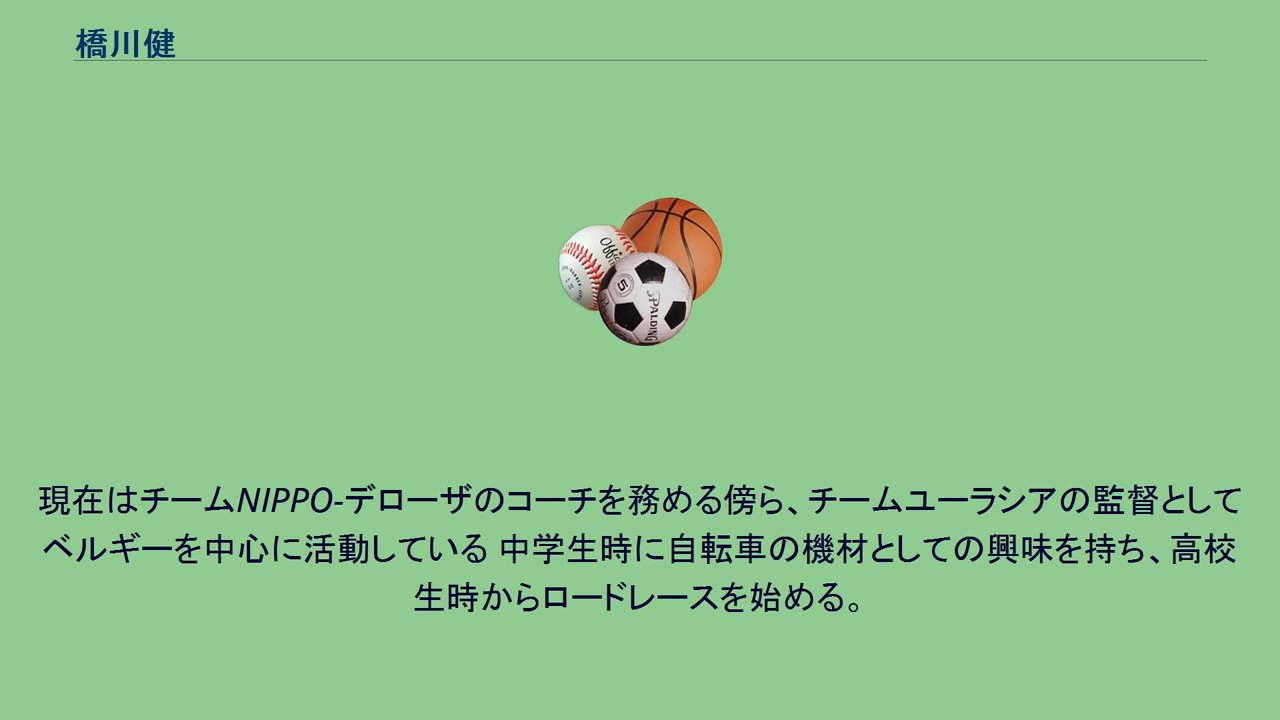 橋川健
Offi
5
SPALDING
現在はチームNIPPO-デローザのコーチを務める傍ら、チームユーラシアの監督として
ベルギーを中心に活動している 中学生時に自転車の機材としての興味を持ち、高校
生時からロードレースを始める。